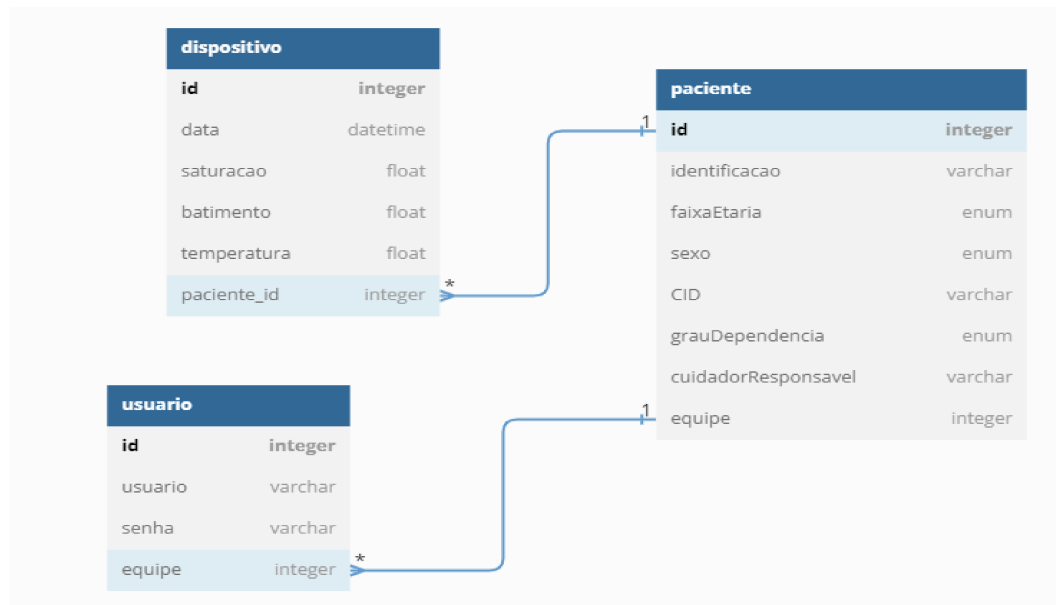 dispositivo
id integer
data datetime
saturacao float
batimento float
temperatura float
paciente_id integer
*
1
paciente
id integer
identificacao varchar
faixaEtaria enum
sexo enum
CID varchar
grauDependencia enum
cuidadorResponsavel varchar
equipe integer
1
usuario
id integer
usuario varchar
senha varchar
equipe integer
*